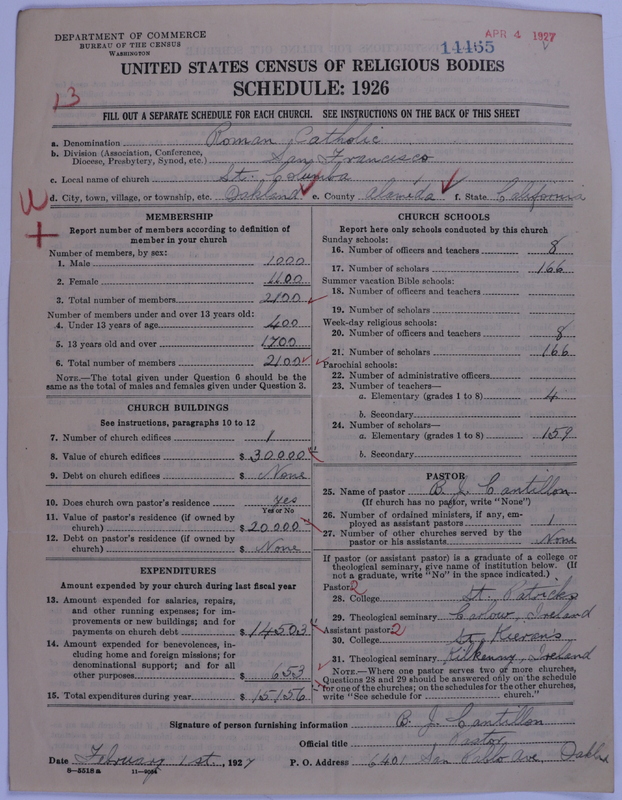 DEPARTMENT OF COMMERCE
BUREAU OF THE CENSUS
WASHINGTON
APR 4 1927
14465
UNITED STATES CENSUS OF RELIGIOUS BODIES
SCHEDULE: 1926
13
FILL OUT A SEPARATE SCHEDULE FOR EACH CHURCH. SEE INSTRUCTIONS ON THE BACK OF THIS SHEET
a. Denomination Roman Catholic
b. Division (Association, Conference, Diocese, Presbytery, Synod, etc.) San Francisco
c. Local name of church St. Columba
d. City, town, village, or township, etc. Oakland e. County Alameda f. State California
MEMBERSHIP
Report number of members according to definition of
member in your church
Number of members, by sex:
1. Male 1000
2. Female 1100
3. Total number of members 2100
Number of members under and over 13 years old:
4. Under 13 years of age 400
5. 13 years old and over 1700
6. Total number of members 2100
NOTE.—The total given under Question 6 should be
same as the total of males and females given under Question 3.
CHURCH BUILDINGS
See instructions, paragraphs 10 to 12
7. Number of church edifices 1
8. Value of church edifices $ 30000
9. Debt on church edifices $ None
10. Does church own pastor's residence yes
Yes or No
11. Value of pastor's residence (if owned by
church) $ 20000
12. Debt on pastor's residence (if owned by
church) $ None
EXPENDITURES
Amount expended by your church during last fiscal year
13. Amount expended for salaries, repairs,
and other running expenses; for im-
provements or new buildings; and for
payments on church debt $ 14503
14. Amount expended for benevolences, in-
cluding home and foreign missions; for
denominational support; and for all
other purposes $ 653
15. Total expenditures during year $ 15156
CHURCH SCHOOLS
Report here only schools conducted by this church
Sunday schools:
16. Number of officers and teachers 8
17. Number of scholars 166
Summer vacation Bible schools:
18. Number of officers and teachers
19. Number of scholars
Week-day religious schools:
20. Number of officers and teachers 8
21. Number of scholars 166
Parochial schools:
22. Number of administrative officers
23. Number of teachers—
a. Elementary (grades 1 to 8) 4
b. Secondary
24. Number of scholars—
a. Elementary (grades 1 to 8) 159
b. Secondary
PASTOR
25. Name of pastor B. J. Cantillon
(If church has no pastor, write "None")
26. Number of ordained ministers, if any, em-
ployed as assistant pastors 1
27. Number of other churches served by the
pastor or his assistants None
If pastor (or assistant pastor) is a graduate of a college or
theological seminary, give name of institution below. (If
not a graduate, write "No" in the space indicated.)
Pastor 2
28. College St. Patricks
29. Theological seminary Carlow, Ireland
Assistant pastor 2
30. College St. Kierens
31. Theological seminary Kilkenny, Ireland
NOTE.—Where one pastor serves two or more churches,
Questions 28 and 29 should be answered only on the schedule
for one of the churches; on the schedules for the other churches,
write "See schedule for church."
Signature of person furnishing information B. J. Cantillon
Official title Pastor
Date February 1st, 1927 P. O. Address 6401 San Pablo Ave. Oakld
8—5518 a 11—9024